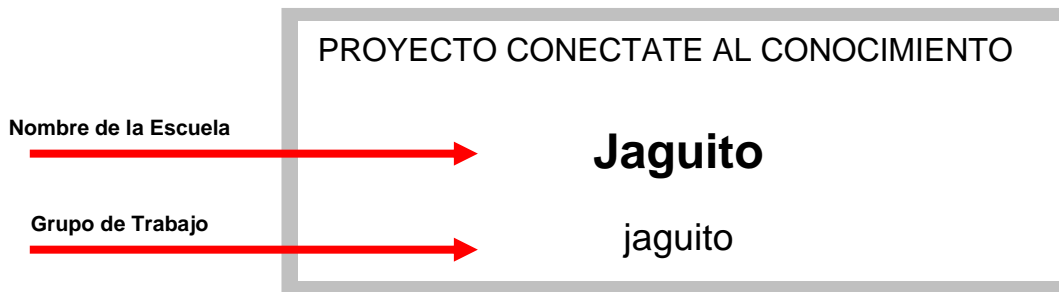 PROYECTO CONECTATE AL CONOCIMIENTO
Nombre de la Escuela
Jaguito
Grupo de Trabajo
jaguito